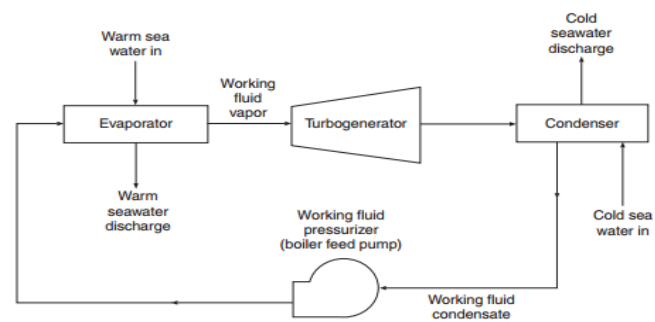 Cold
seawater
discharge
Warm sea
water in
Working
fluid
vapor
Evaporator
Turbogenerator
Condenser
Warm
seawater
discharge
Working fluid
pressurizer
(boiler feed pump)
Cold sea
water in
Working fluid
condensate